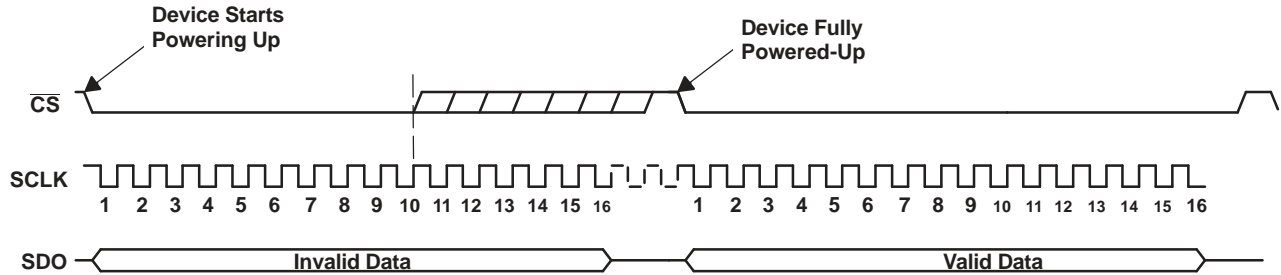 Device Starts
Powering Up
Device Fully
Powered-Up
CS
SCLK
1 2 3 4 5 6 7 8 9 10 11 12 13 14 15 16 1 2 3 4 5 6 7 8 9 10 11 12 13 14 15 16
SDO Invalid Data Valid Data